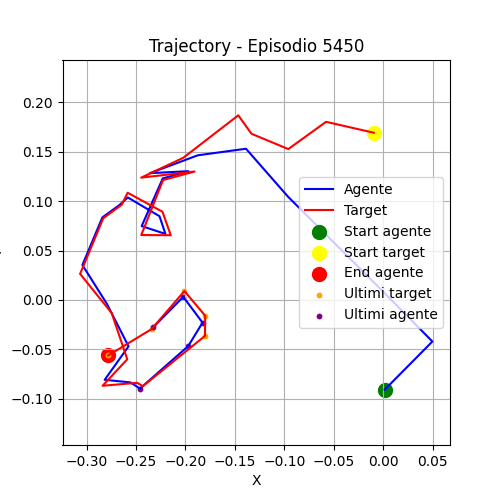 Trajectory - Episodio 5450
0.20
0.15
0.10
0.05
0.00
−0.05
−0.10
−0.30
−0.25
−0.20
−0.15
−0.10
−0.05
0.00
0.05
X
Agente
Target
Start agente
Start target
End agente
Ultimi target
Ultimi agente